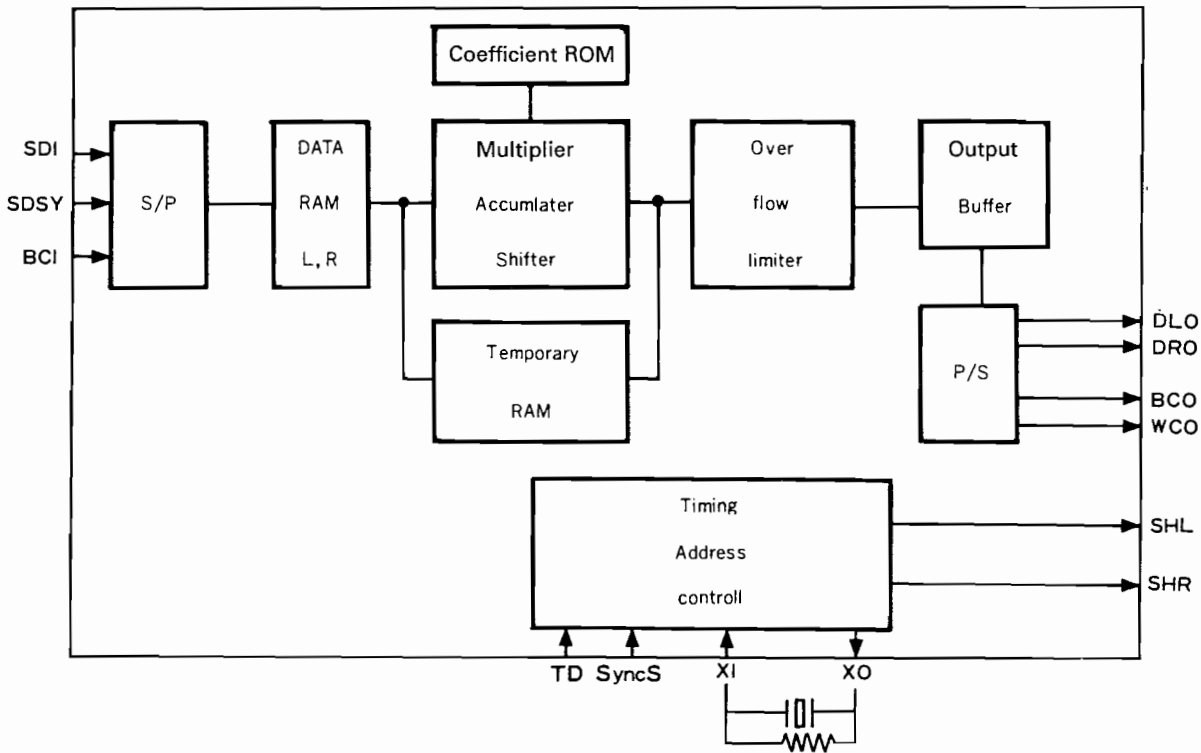 Coefficient ROM
SDI
SDSY
BCI
S/P
DATA
RAM
L, R
Multiplier
Accumlater
Shifter
Over
flow
limiter
Output
Buffer
Temporary
RAM
P/S
DLO
DRO
BCO
WCO
Timing
Address
controll
SHL
SHR
TD
SyncS
XI
XO